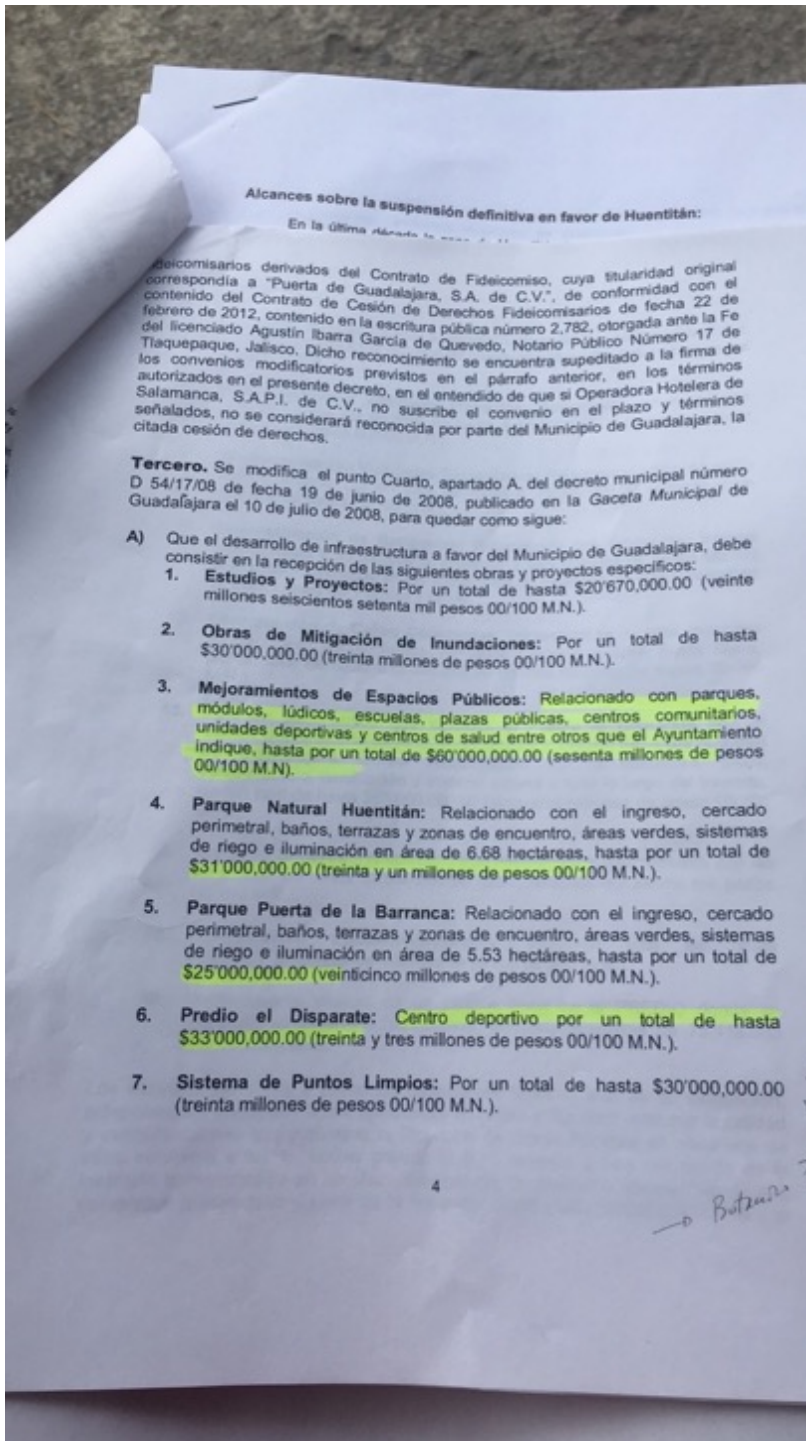 Alcances sobre la suspensión definitiva en favor de Huentitán:
En la última década
deicomisarios derivados del Contrato de Fideicomiso, cuya titularidad original
correspondía a "Puerta de Guadalajara, S.A. de C.V.", de conformidad con el
contenido del Contrato de Cesión de Derechos Fideicomisarios de fecha 22 de
febrero de 2012, contenido en la escritura pública número 2,782, otorgada ante la Fe
del licenciado Agustín Ibarra García de Quevedo, Notario Público Número 17 de
Tlaquepaque, Jalisco, Dicho reconocimiento se encuentra supeditado a la firma de
los convenios modificatorios previstos en el párrafo anterior, en los términos
autorizados en el presente decreto, en el entendido de que si Operadora Hotelera de
Salamanca, S.A.P.I. de C.V., no suscribe el convenio en el plazo y términos
señalados, no se considerará reconocida por parte del Municipio de Guadalajara, la
citada cesión de derechos.
Tercero. Se modifica el punto Cuarto, apartado A. del decreto municipal número
D 54/17/08 de fecha 19 de junio de 2008, publicado en la Gaceta Municipal de
Guadalajara el 10 de julio de 2008, para quedar como sigue:
A) Que el desarrollo de infraestructura a favor del Municipio de Guadalajara, debe
consistir en la recepción de las siguientes obras y proyectos específicos:
1. Estudios y Proyectos: Por un total de hasta $20'670,000.00 (veinte
millones seiscientos setenta mil pesos 00/100 M.N.).
2. Obras de Mitigación de Inundaciones: Por un total de hasta
$30'000,000.00 (treinta millones de pesos 00/100 M.N.).
3. Mejoramientos de Espacios Públicos: Relacionado con parques,
módulos, lúdicos, escuelas, plazas públicas, centros comunitarios,
unidades deportivas y centros de salud entre otros que el Ayuntamiento
indique, hasta por un total de $60'000,000.00 (sesenta millones de pesos
00/100 M.N).
4. Parque Natural Huentitán: Relacionado con el ingreso, cercado
perimetral, baños, terrazas y zonas de encuentro, áreas verdes, sistemas
de riego e iluminación en área de 6.68 hectáreas, hasta por un total de
$31'000,000.00 (treinta y un millones de pesos 00/100 M.N.).
5. Parque Puerta de la Barranca: Relacionado con el ingreso, cercado
perimetral, baños, terrazas y zonas de encuentro, áreas verdes, sistemas
de riego e iluminación en área de 5.53 hectáreas, hasta por un total de
$25'000,000.00 (veinticinco millones de pesos 00/100 M.N.).
6. Predio el Disparate: Centro deportivo por un total de hasta
$33'000,000.00 (treinta y tres millones de pesos 00/100 M.N.).
7. Sistema de Puntos Limpios: Por un total de hasta $30'000,000.00
(treinta millones de pesos 00/100 M.N.).
4